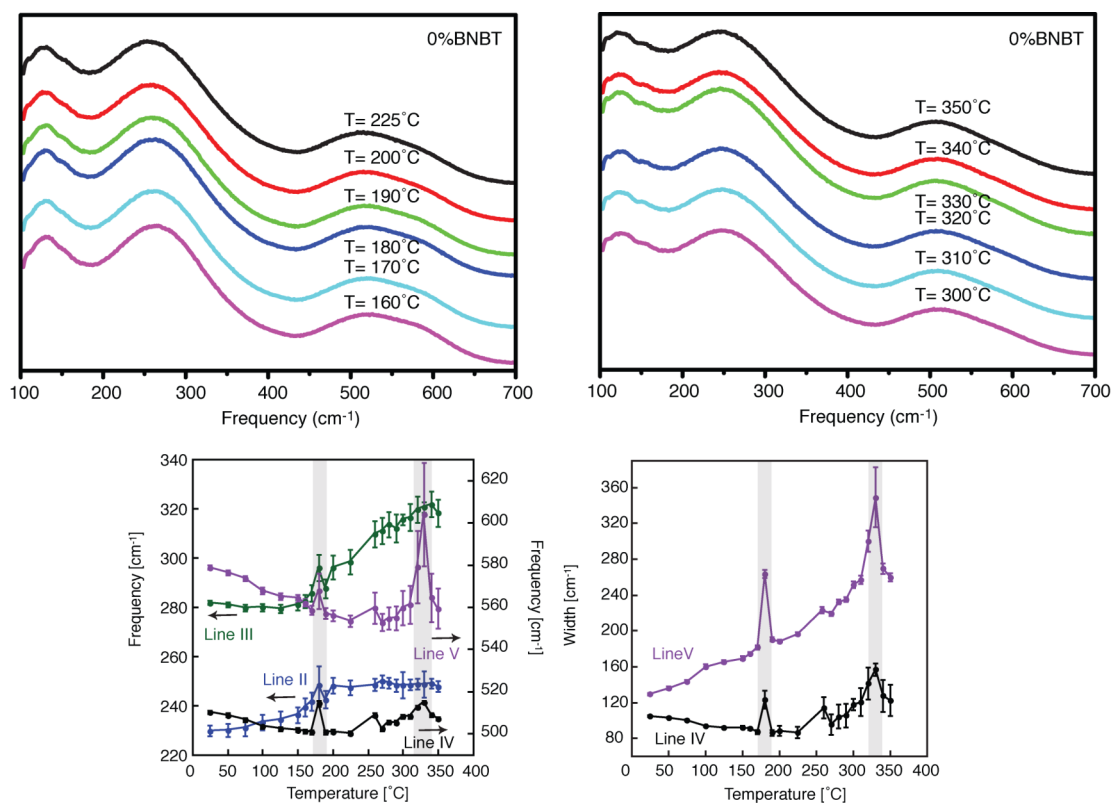 0%BNBT
T= 225˚C
T= 200˚C
T= 190˚C
T= 180˚C
T= 170˚C
T= 160˚C
100 200 300 400 500 600 700
Frequency (cm-1)
0%BNBT
T= 350˚C
T= 340˚C
T= 330˚C
T= 320˚C
T= 310˚C
T= 300˚C
100 200 300 400 500 600 700
Frequency (cm-1)
340
320
300
280
260
240
220
Frequency [cm-1]
620
600
580
560
540
520
500
Frequency
[cm-1]
Line III
Line V
Line II
Line IV
0 50 100 150 200 250 300 350 400
Temperature [˚C]
360
320
280
240
200
160
120
80
Width [cm-1]
LineV
Line IV
0 50 100 150 200 250 300 350 400
Temperature [˚C]